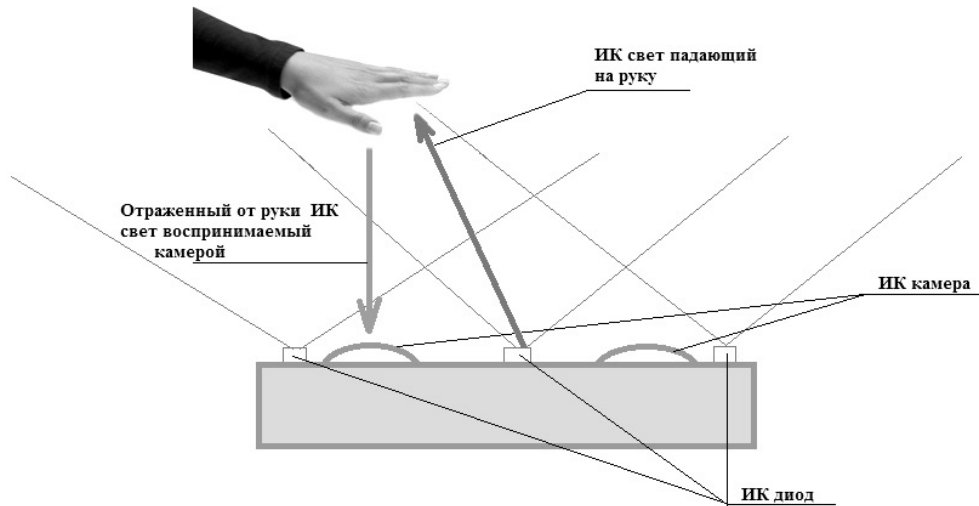 ИК свет падающий
на руку
Отраженный от руки ИК
свет воспринимаемый
камерой
ИК камера
ИК диод